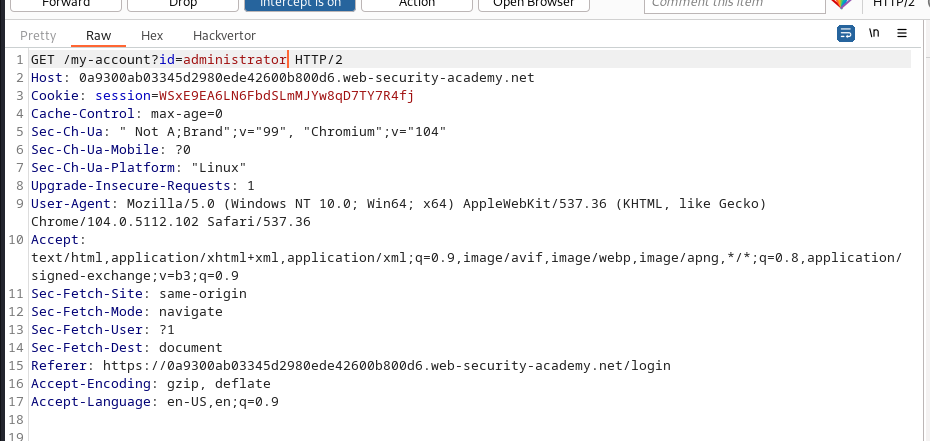 Forward Drop Intercept is on Action Open Browser Comment this item HTTP/2
Pretty Raw Hex Hackvertor \n
1 GET /my-account?id=administrator HTTP/2
2 Host: 0a9300ab03345d2980ede42600b800d6.web-security-academy.net
3 Cookie: session=WSxE9EA6LN6FbdSLmMJYw8qD7TY7R4fj
4 Cache-Control: max-age=0
5 Sec-Ch-Ua: " Not A;Brand";v="99", "Chromium";v="104"
6 Sec-Ch-Ua-Mobile: ?0
7 Sec-Ch-Ua-Platform: "Linux"
8 Upgrade-Insecure-Requests: 1
9 User-Agent: Mozilla/5.0 (Windows NT 10.0; Win64; x64) AppleWebKit/537.36 (KHTML, like Gecko)
Chrome/104.0.5112.102 Safari/537.36
10 Accept:
text/html,application/xhtml+xml,application/xml;q=0.9,image/avif,image/webp,image/apng,*/*;q=0.8,application/
signed-exchange;v=b3;q=0.9
11 Sec-Fetch-Site: same-origin
12 Sec-Fetch-Mode: navigate
13 Sec-Fetch-User: ?1
14 Sec-Fetch-Dest: document
15 Referer: https://0a9300ab03345d2980ede42600b800d6.web-security-academy.net/login
16 Accept-Encoding: gzip, deflate
17 Accept-Language: en-US,en;q=0.9
18
19